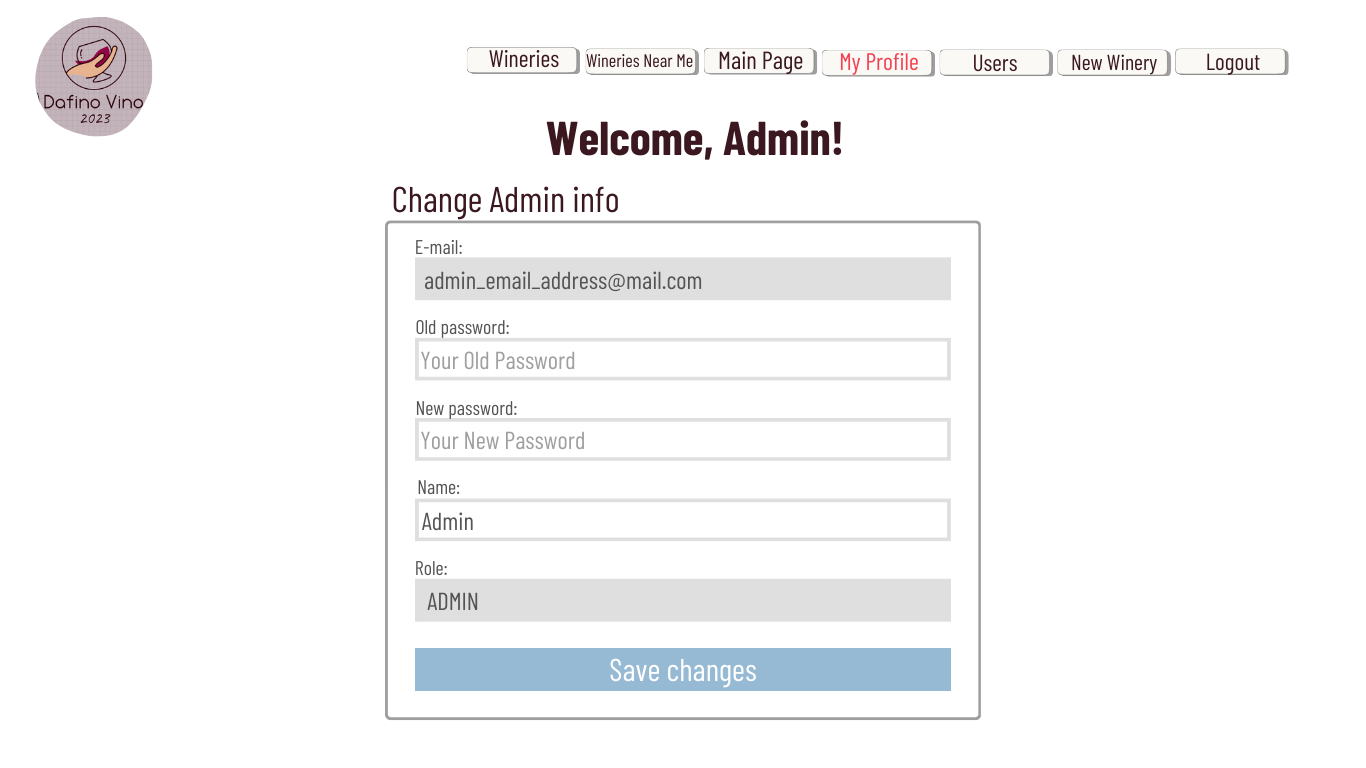 Dafino Vino
2023
Wineries
Wineries Near Me
Main Page
My Profile
Users
New Winery
Logout
Welcome, Admin!
Change Admin info
E-mail:
admin_email_address@mail.com
Old password:
Your Old Password
New password:
Your New Password
Name:
Admin
Role:
ADMIN
Save changes